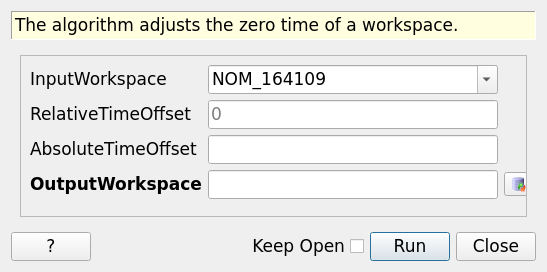 The algorithm adjusts the zero time of a workspace.
InputWorkspace NOM_164109
RelativeTimeOffset 0
AbsoluteTimeOffset
OutputWorkspace
? Keep Open Run Close